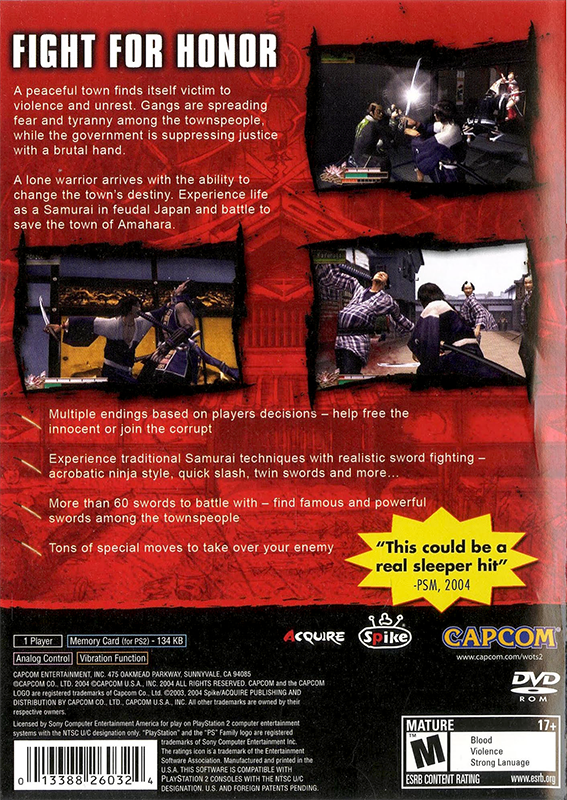 FIGHT FOR HONOR
A peaceful town finds itself victim to
violence and unrest. Gangs are spreading
fear and tyranny among the townspeople,
while the government is suppressing justice
with a brutal hand.
A lone warrior arrives with the ability to
change the town's destiny. Experience life
as a Samurai in feudal Japan and battle to
save the town of Amahara.
Multiple endings based on players decisions – help free the
innocent or join the corrupt
Experience traditional Samurai techniques with realistic sword fighting –
acrobatic ninja style, quick slash, twin swords and more…
More than 60 swords to battle with – find famous and powerful
swords among the townspeople
Tons of special moves to take over your enemy
"This could be a
real sleeper hit"
-PSM, 2004
1 Player
Memory Card (for PS2) - 134 KB
Analog Control
Vibration Function
ACQUIRE
Spike
CAPCOM
www.capcom.com/wots2
CAPCOM ENTERTAINMENT, INC. 475 OAKMEAD PARKWAY, SUNNYVALE, CA 94085
©CAPCOM CO., LTD. 2004 ©CAPCOM U.S.A., INC. 2004 ALL RIGHTS RESERVED. CAPCOM and the CAPCOM
LOGO are registered trademarks of Capcom Co., Ltd. ©2003, 2004 Spike/ACQUIRE PUBLISHING AND
DISTRIBUTION BY CAPCOM CO., LTD., CAPCOM U.S.A., INC. All other trademarks are owned by their
respective owners.
Licensed by Sony Computer Entertainment America for play on PlayStation 2 computer entertainment
systems with the NTSC U/C designation only. "PlayStation" and the "PS" Family logo are registered
trademarks of Sony Computer Entertainment Inc.
The ratings icon is a trademark of the Entertainment
Software Association. Manufactured and printed in the
U.S.A. THIS SOFTWARE IS COMPATIBLE WITH
PLAYSTATION 2 CONSOLES WITH THE NTSC U/C
DESIGNATION. U.S. AND FOREIGN PATENTS PENDING.
0 13388 26032 4
DVD
ROM
MATURE 17+
M
Blood
Violence
Strong Lanuage
ESRB CONTENT RATING www.esrb.org